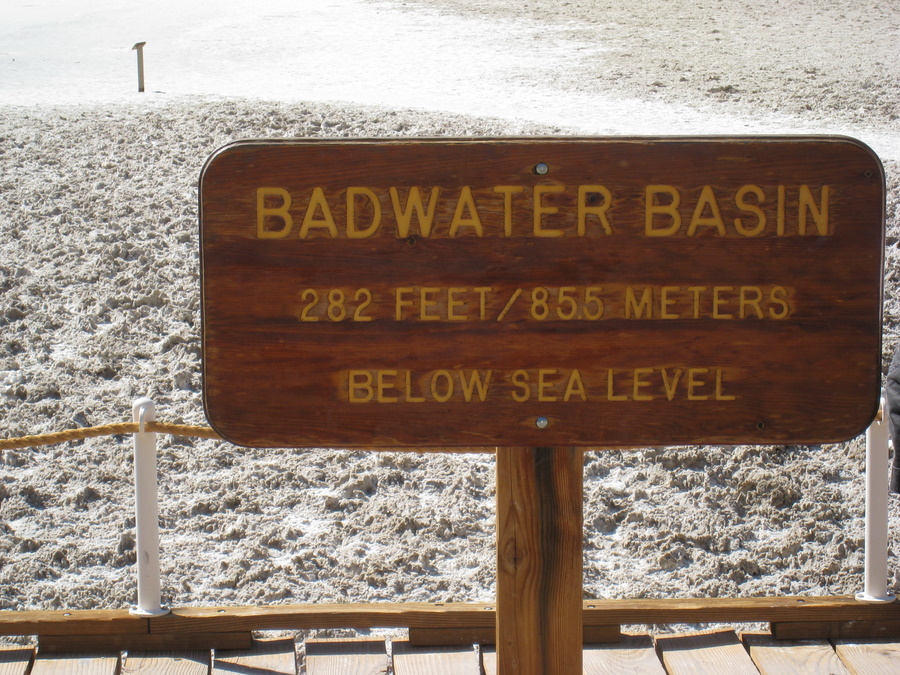 BADWATER BASIN
282 FEET/855 METERS
BELOW SEA LEVEL